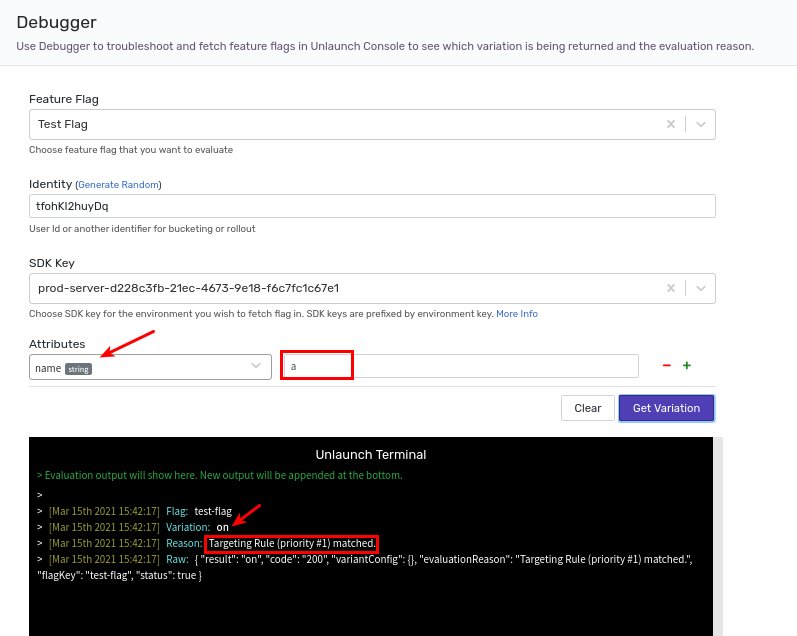 Debugger
Use Debugger to troubleshoot and fetch feature flags in Unlaunch Console to see which variation is being returned and the evaluation reason.
Feature Flag
Test Flag
Choose feature flag that you want to evaluate
Identity (Generate Random)
tfohKl2huyDq
User Id or another identifier for bucketing or rollout
SDK Key
prod-server-d228c3fb-21ec-4673-9e18-f6c7fc1c67e1
Choose SDK key for the environment you wish to fetch flag in. SDK keys are prefixed by environment key. More Info
Attributes
name string a
Clear Get Variation
Unlaunch Terminal
> Evaluation output will show here. New output will be appended at the bottom.
>
> [Mar 15th 2021 15:42:17] Flag: test-flag
> [Mar 15th 2021 15:42:17] Variation: on
> [Mar 15th 2021 15:42:17] Reason: Targeting Rule (priority #1) matched.
> [Mar 15th 2021 15:42:17] Raw: { "result": "on", "code": "200", "variantConfig": {}, "evaluationReason": "Targeting Rule (priority #1) matched.",
"flagKey": "test-flag", "status": true }